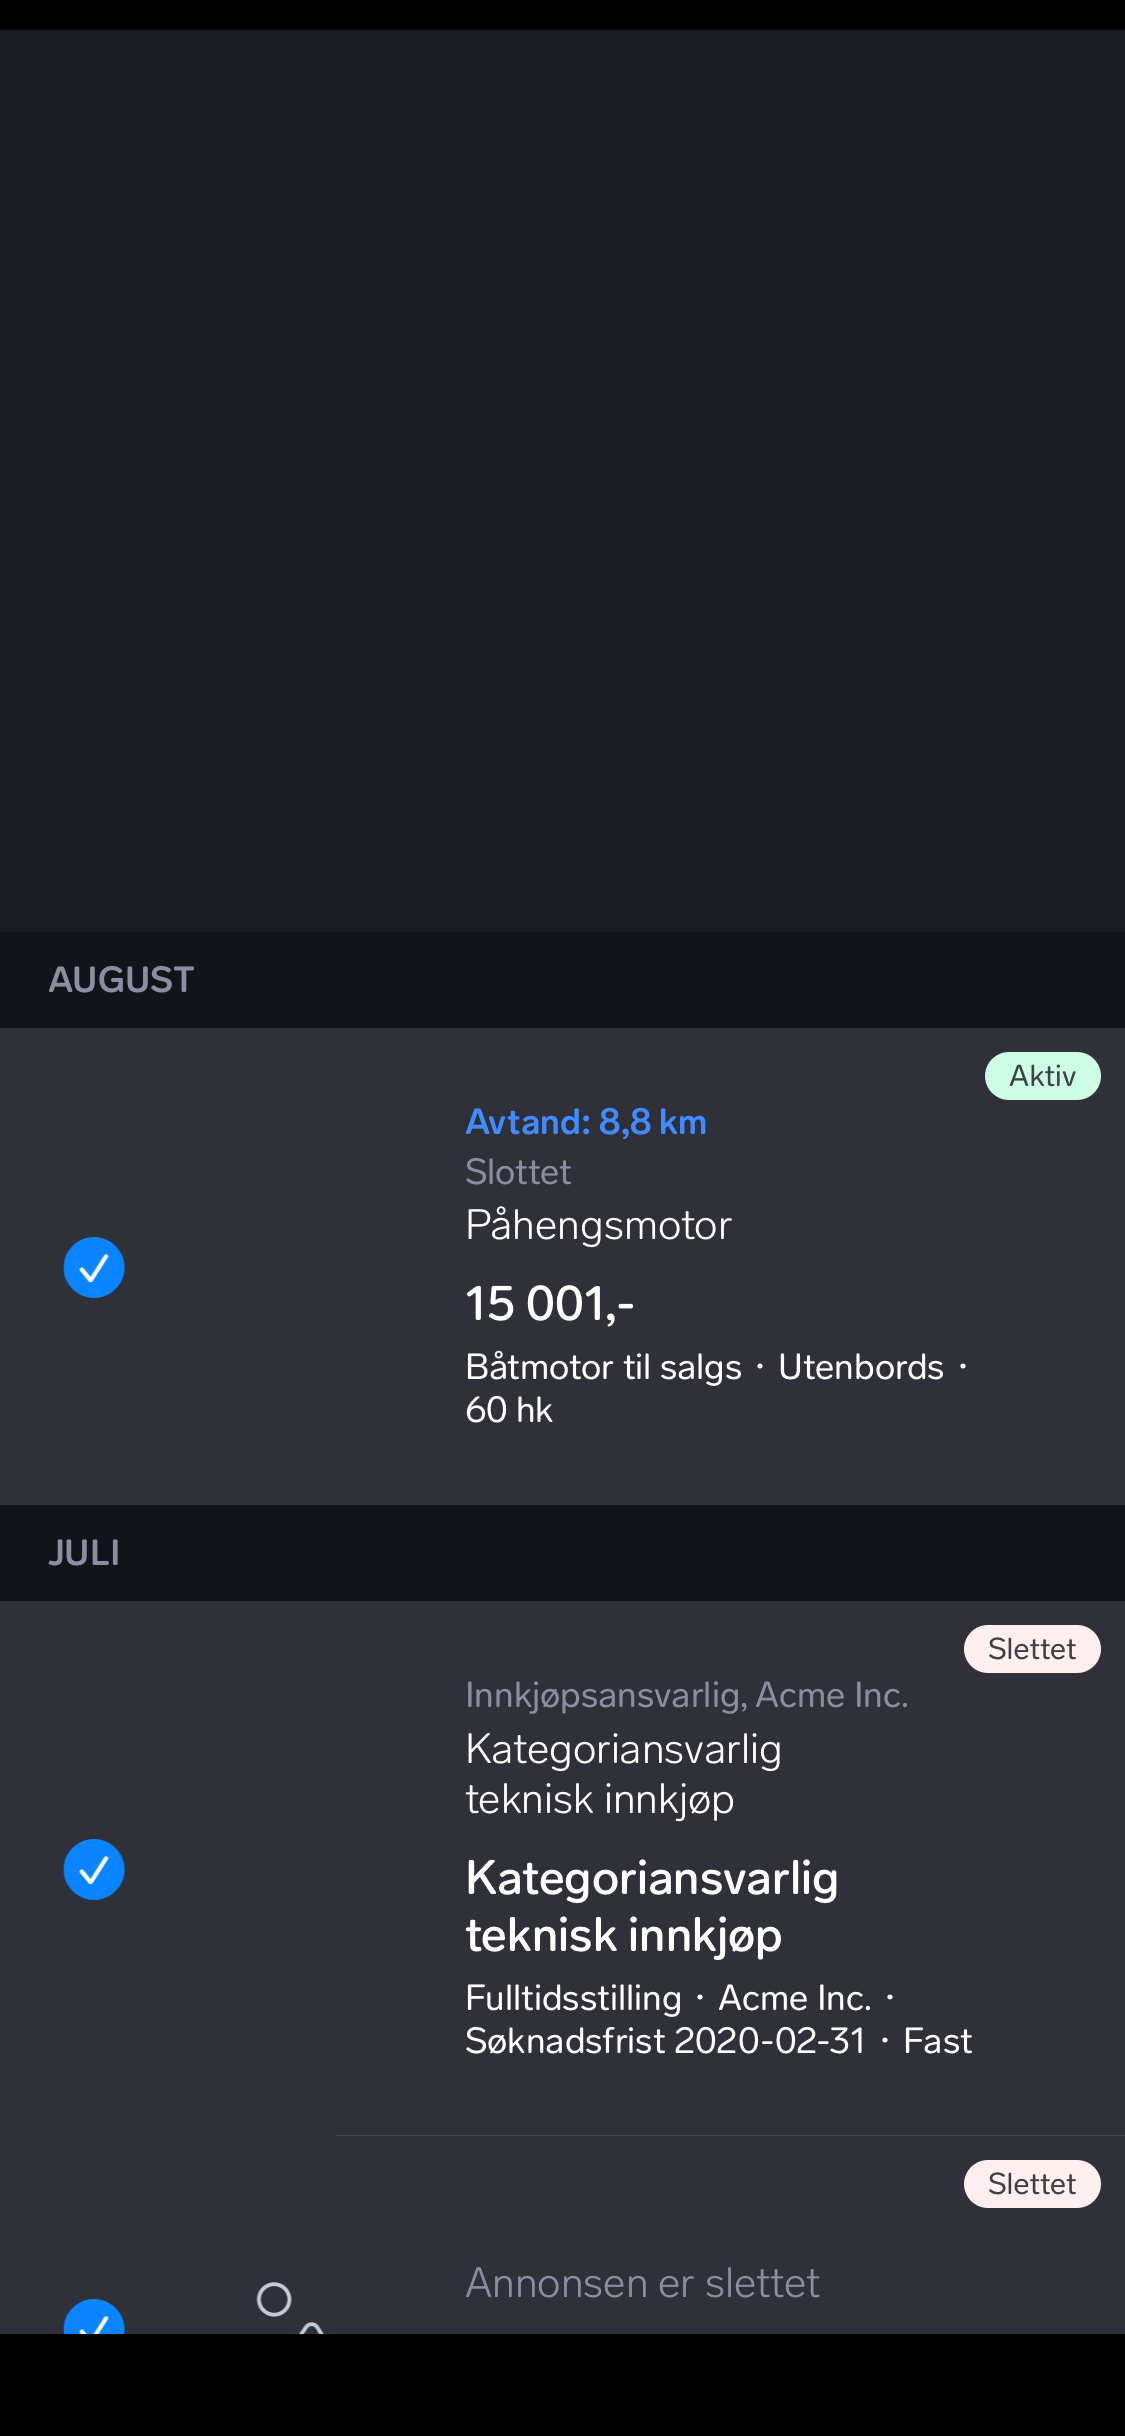 AUGUST
Aktiv
Avtand: 8,8 km
Slottet
Påhengsmotor
15 001,-
Båtmotor til salgs · Utenbords ·
60 hk
JULI
Slettet
Innkjøpsansvarlig, Acme Inc.
Kategoriansvarlig
teknisk innkjøp
Kategoriansvarlig
teknisk innkjøp
Fulltidsstilling · Acme Inc. ·
Søknadsfrist 2020-02-31 · Fast
Slettet
Annonsen er slettet